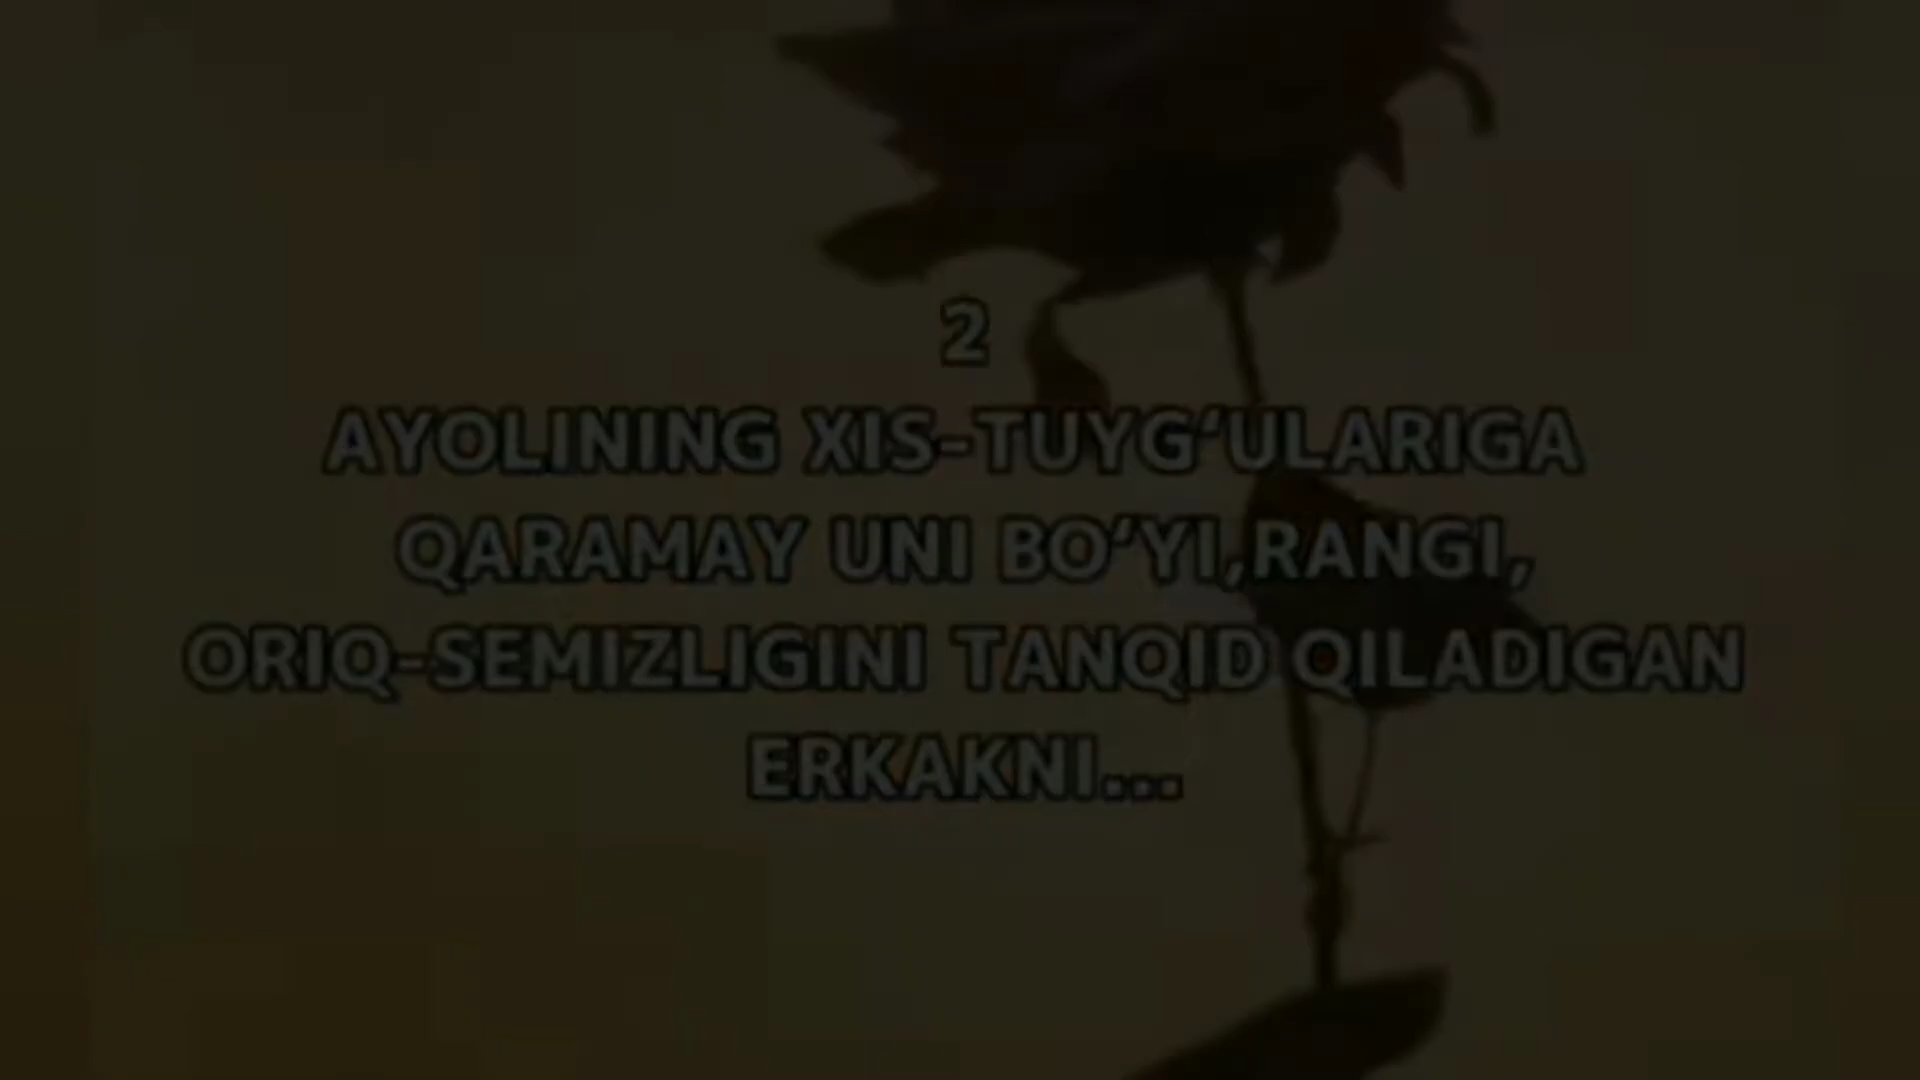 2
AYOLINING XIS-TUYG‘ULARIGA
QARAMAY UNI BO‘YI,RANGI,
ORIQ-SEMIZLIGINI TANQID QILADIGAN
ERKAKNI...